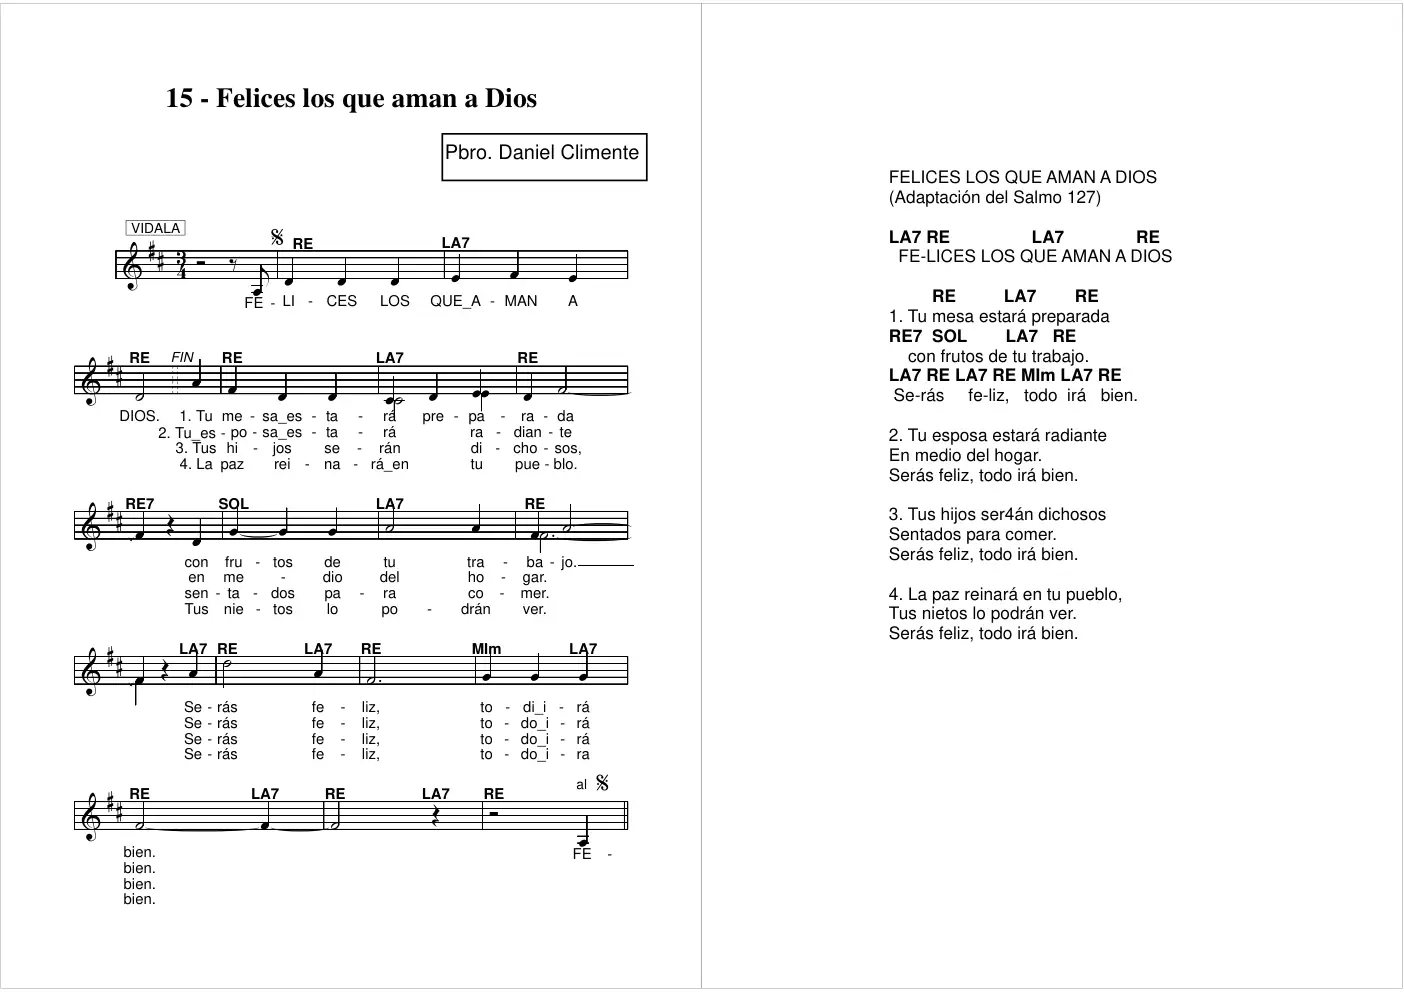 15 - Felices los que aman a Dios
Pbro. Daniel Climente
VIDALA
RE LA7
FE - LI - CES LOS QUE_A - MAN A
RE FIN RE LA7 RE
DIOS. 1. Tu me - sa_es - ta - rá pre - pa - ra - da
2. Tu_es - po - sa_es - ta - rá ra - dian - te
3. Tus hi - jos se - rán di - cho - sos,
4. La paz rei - na - rá_en tu pue - blo.
RE7 SOL LA7 RE
con fru - tos de tu tra - ba - jo.
en me - dio del ho - gar.
sen - ta - dos pa - ra co - mer.
Tus nie - tos lo po - drán ver.
LA7 RE LA7 RE MIm LA7
Se - rás fe - liz, to - di_i - rá
Se - rás fe - liz, to - do_i - rá
Se - rás fe - liz, to - do_i - rá
Se - rás fe - liz, to - do_i - ra
RE LA7 RE LA7 RE al
bien. FE -
bien.
bien.
bien.
FELICES LOS QUE AMAN A DIOS
(Adaptación del Salmo 127)
LA7 RE LA7 RE
FE-LICES LOS QUE AMAN A DIOS
RE LA7 RE
1. Tu mesa estará preparada
RE7 SOL LA7 RE
con frutos de tu trabajo.
LA7 RE LA7 RE MIm LA7 RE
Se-rás fe-liz, todo irá bien.
2. Tu esposa estará radiante
En medio del hogar.
Serás feliz, todo irá bien.
3. Tus hijos ser4án dichosos
Sentados para comer.
Serás feliz, todo irá bien.
4. La paz reinará en tu pueblo,
Tus nietos lo podrán ver.
Serás feliz, todo irá bien.